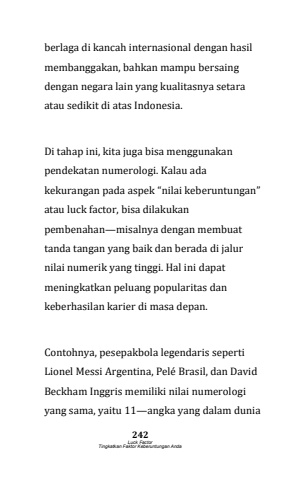 berlaga di kancah internasional dengan hasil
membanggakan, bahkan mampu bersaing
dengan negara lain yang kualitasnya setara
atau sedikit di atas Indonesia.
Di tahap ini, kita juga bisa menggunakan
pendekatan numerologi. Kalau ada
kekurangan pada aspek “nilai keberuntungan”
atau luck factor, bisa dilakukan
pembenahan—misalnya dengan membuat
tanda tangan yang baik dan berada di jalur
nilai numerik yang tinggi. Hal ini dapat
meningkatkan peluang popularitas dan
keberhasilan karier di masa depan.
Contohnya, pesepakbola legendaris seperti
Lionel Messi Argentina, Pelé Brasil, dan David
Beckham Inggris memiliki nilai numerologi
yang sama, yaitu 11—angka yang dalam dunia
242
Luck Factor
Tingkatkan Faktor Keberuntungan Anda